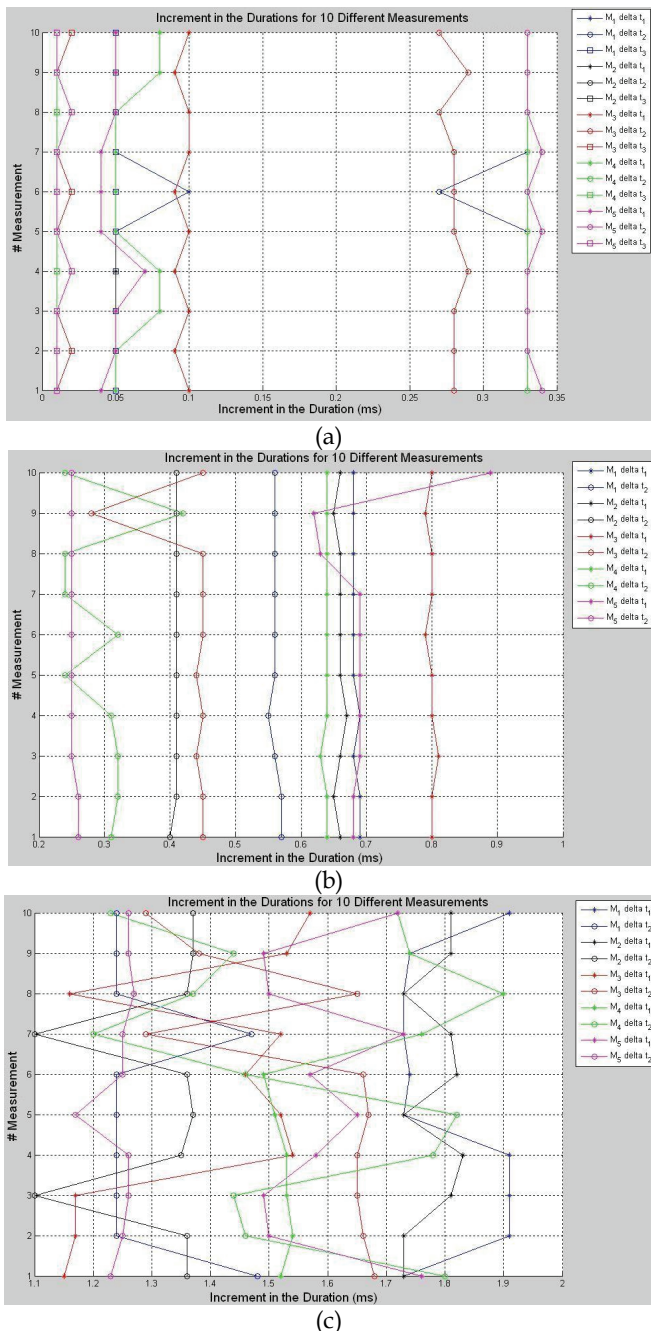 Increment in the Durations for 10 Different Measurements
10
9
8
7
6
5
4
3
2
1
# Measurement
0
0.05
0.1
0.15
0.2
0.25
0.3
0.35
Increment in the Duration (ms)
M1 delta t1
M1 delta t2
M1 delta t3
M2 delta t1
M2 delta t2
M2 delta t3
M3 delta t1
M3 delta t2
M3 delta t3
M4 delta t1
M4 delta t2
M4 delta t3
M5 delta t1
M5 delta t2
M5 delta t3
(a)
Increment in the Durations for 10 Different Measurements
10
9
8
7
6
5
4
3
2
1
# Measurement
0.2
0.3
0.4
0.5
0.6
0.7
0.8
0.9
1
Increment in the Duration (ms)
M1 delta t1
M1 delta t2
M2 delta t1
M2 delta t2
M3 delta t1
M3 delta t2
M4 delta t1
M4 delta t2
M5 delta t1
M5 delta t2
(b)
Increment in the Durations for 10 Different Measurements
10
9
8
7
6
5
4
3
2
1
# Measurement
1.1
1.2
1.3
1.4
1.5
1.6
1.7
1.8
1.9
2
Increment in the Duration (ms)
M1 delta t1
M1 delta t2
M2 delta t1
M2 delta t2
M3 delta t1
M3 delta t2
M4 delta t1
M4 delta t2
M5 delta t1
M5 delta t2
(c)